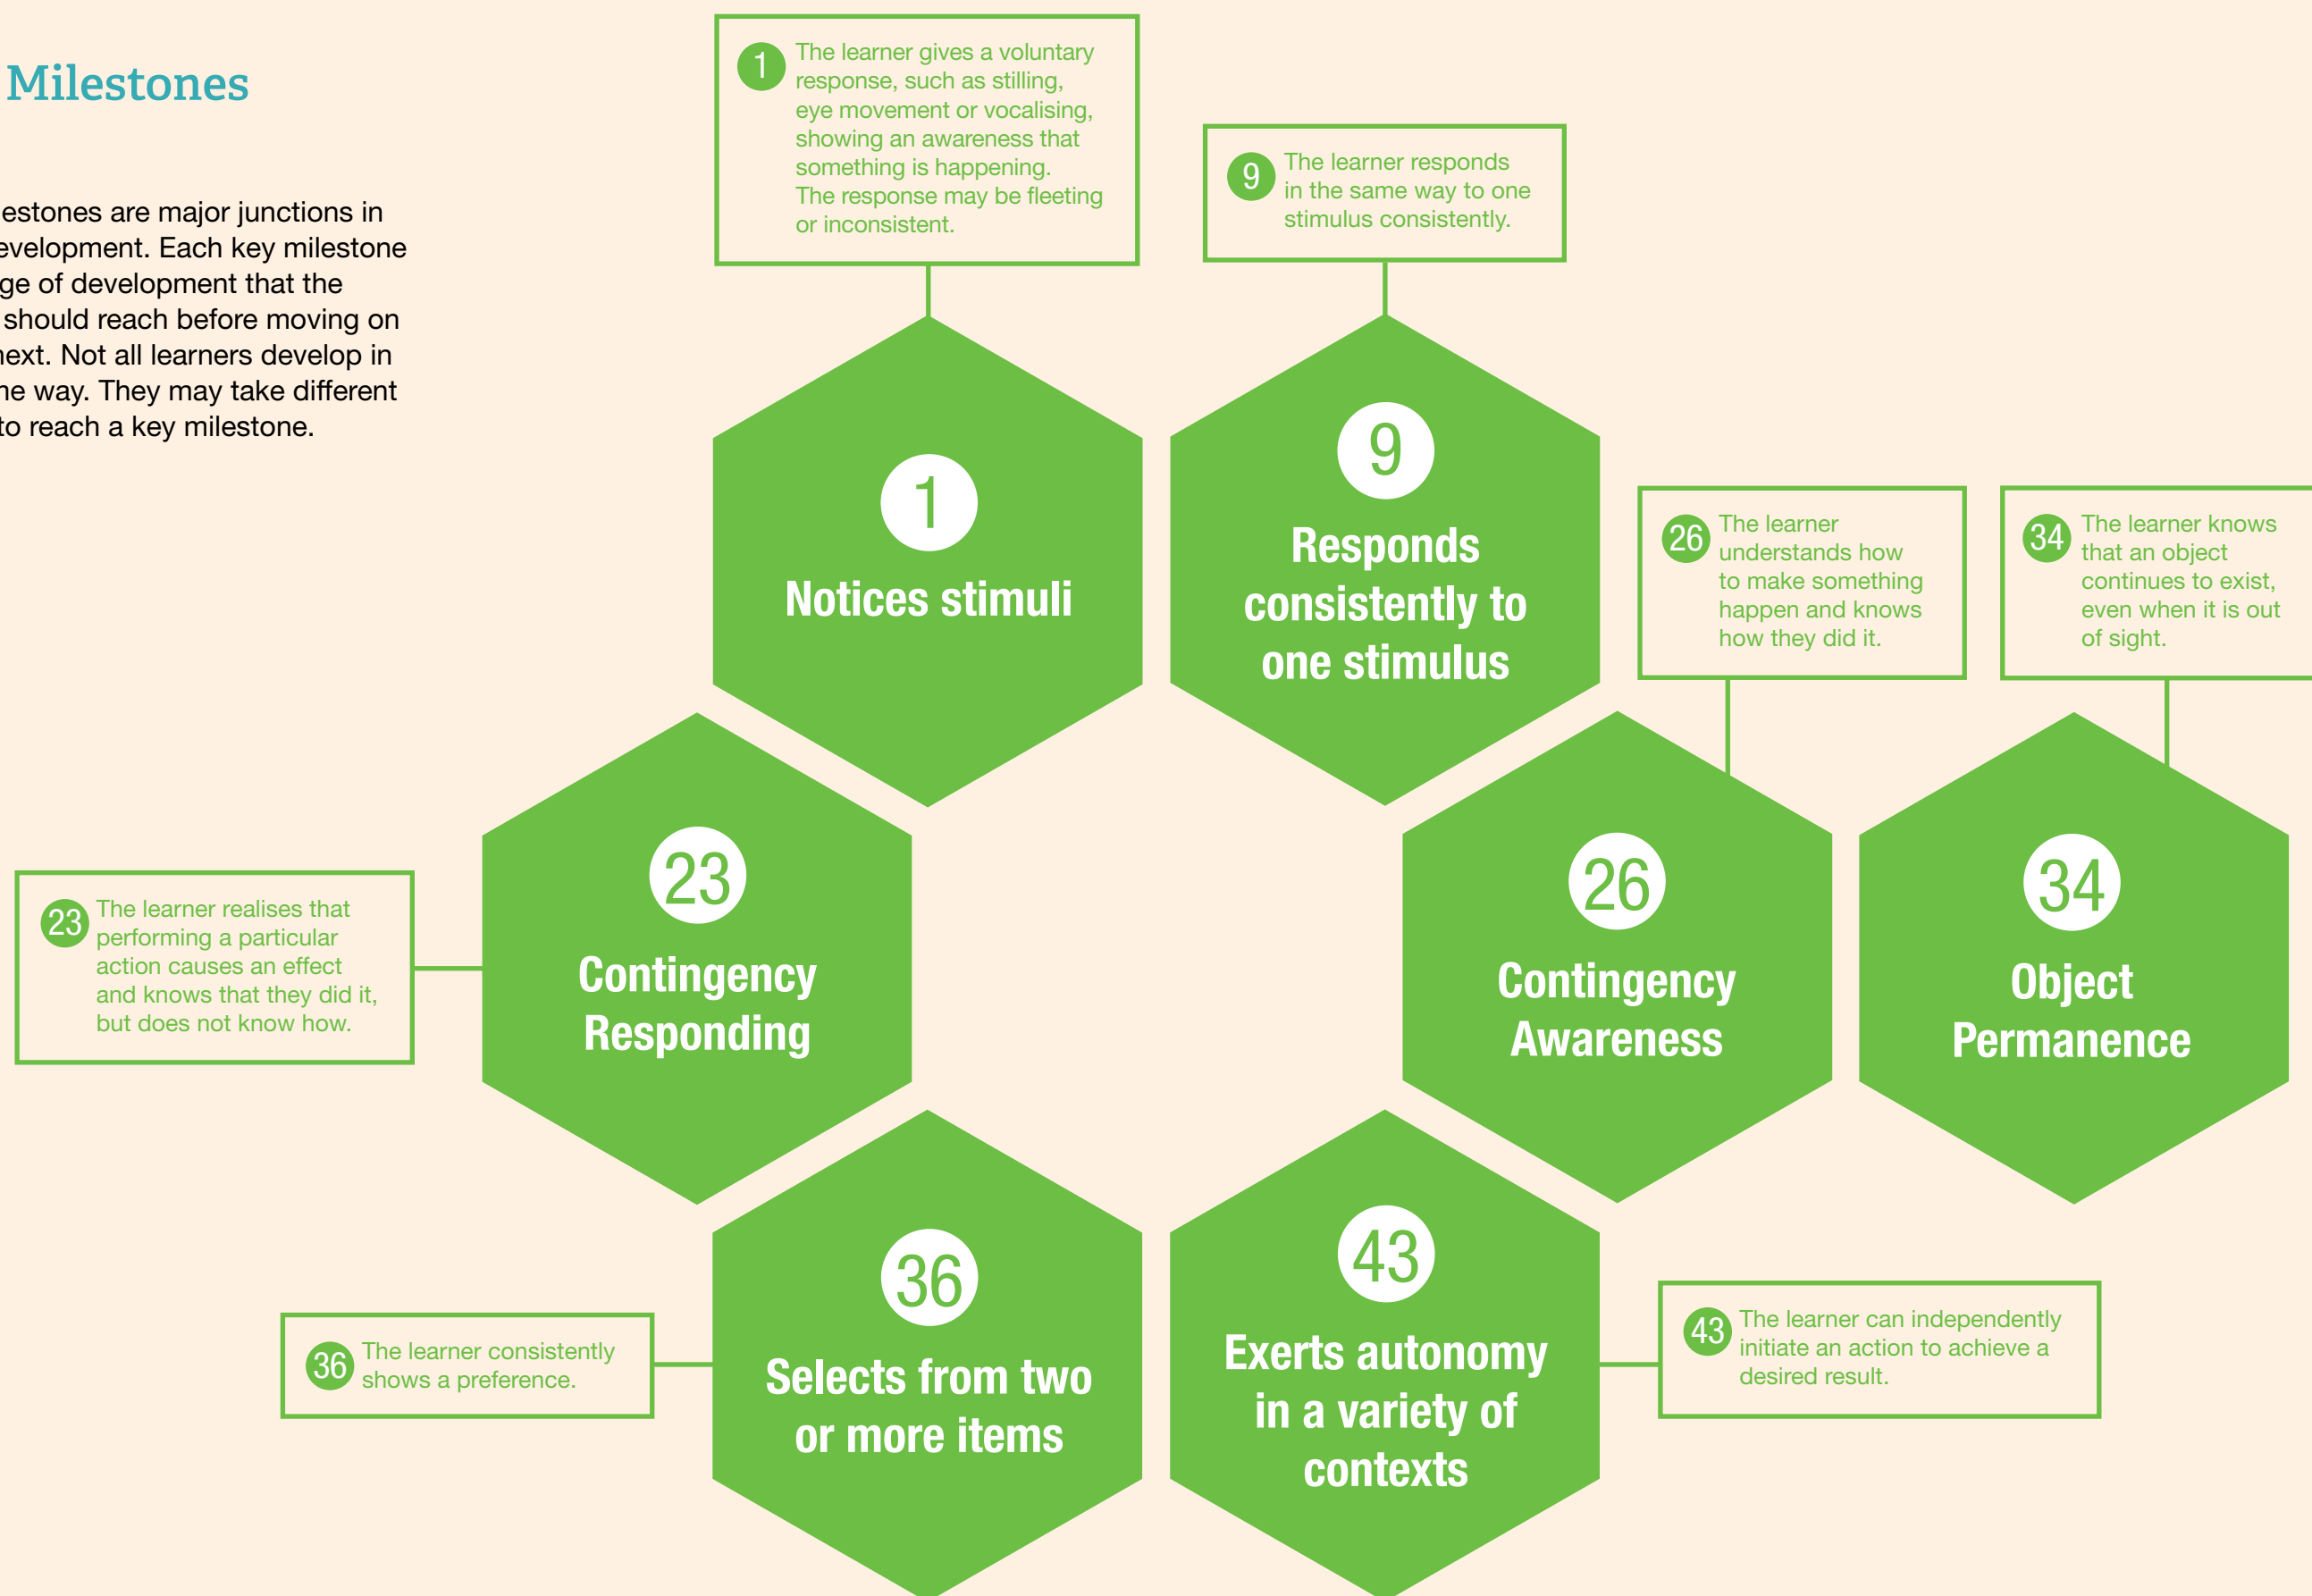 Milestones
estones are major junctions in
evelopment. Each key milestone
ge of development that the
should reach before moving on
next. Not all learners develop in
ne way. They may take different
to reach a key milestone.
1 The learner gives a voluntary
response, such as stilling,
eye movement or vocalising,
showing an awareness that
something is happening.
The response may be fleeting
or inconsistent.
9 The learner responds
in the same way to one
stimulus consistently.
1
Notices stimuli
9
Responds
consistently to
one stimulus
26 The learner
understands how
to make something
happen and knows
how they did it.
34 The learner knows
that an object
continues to exist,
even when it is out
of sight.
23 The learner realises that
performing a particular
action causes an effect
and knows that they did it,
but does not know how.
23
Contingency
Responding
26
Contingency
Awareness
34
Object
Permanence
36 The learner consistently
shows a preference.
36
Selects from two
or more items
43
Exerts autonomy
in a variety of
contexts
43 The learner can independently
initiate an action to achieve a
desired result.